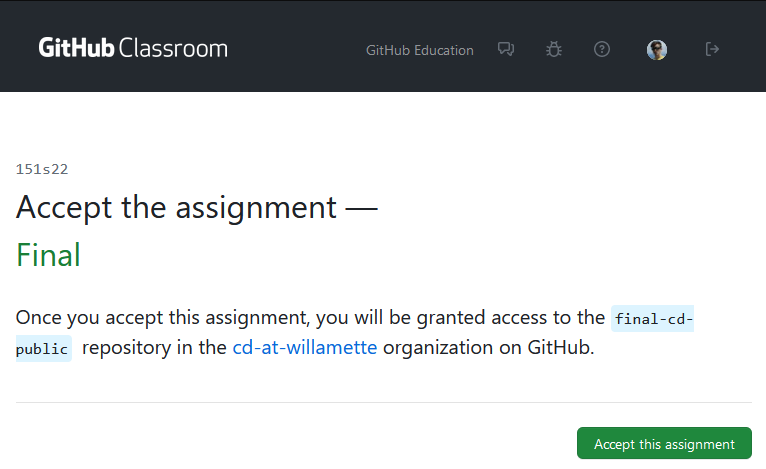 GitHub Classroom
GitHub Education
151s22
Accept the assignment —
Final
Once you accept this assignment, you will be granted access to the final-cd-
public repository in the cd-at-willamette organization on GitHub.
Accept this assignment